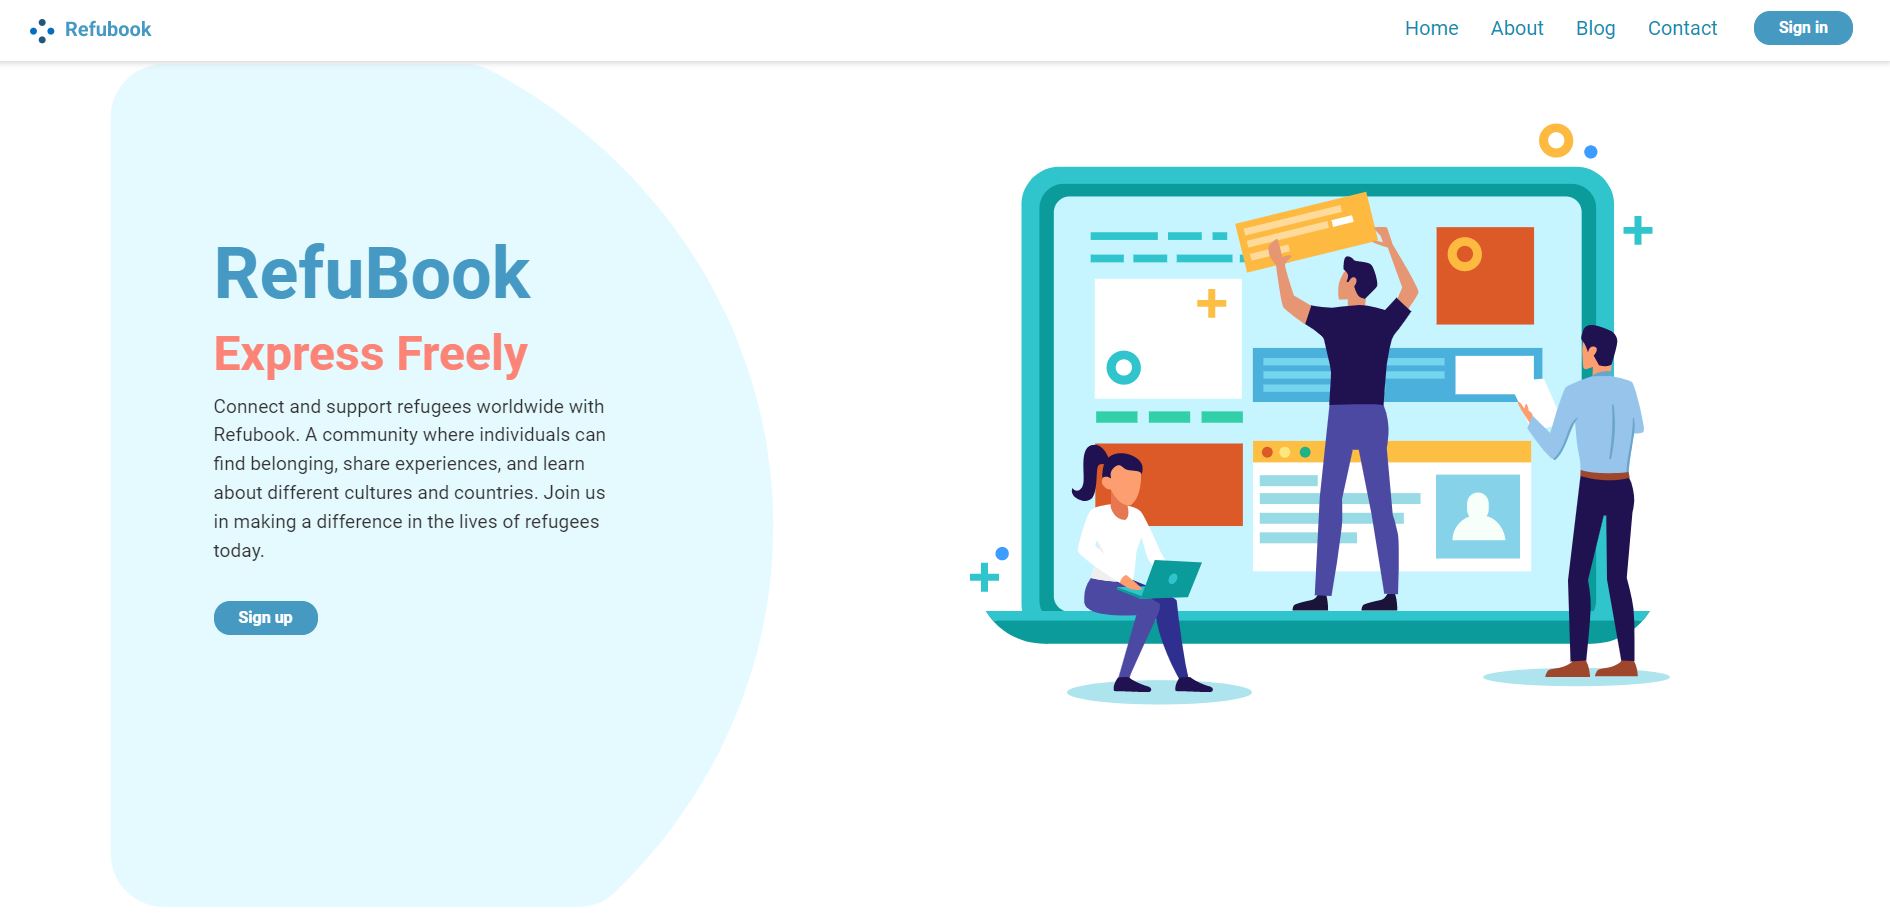 Refubook
Home About Blog Contact Sign in
RefuBook
Express Freely
Connect and support refugees worldwide with
Refubook. A community where individuals can
find belonging, share experiences, and learn
about different cultures and countries. Join us
in making a difference in the lives of refugees
today.
Sign up